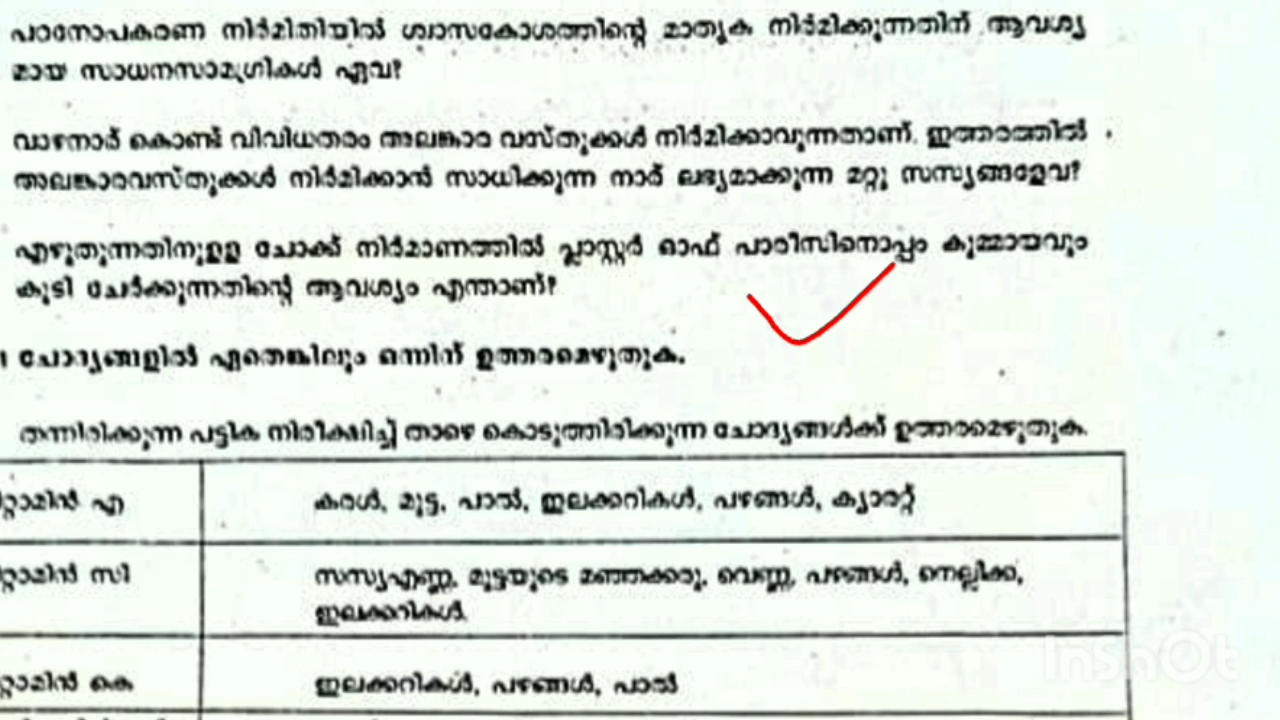 പഠനോപകരണ നിർമിതിയിൽ ശ്വാസകോശത്തിന്റെ മാതൃക നിർമിക്കുന്നതിന് ആവശ്യ
മായ സാധനസാമഗ്രികൾ ഏവ?
വാഴനാര് കൊണ്ട് വിവിധതരം അലങ്കാര വസ്തുക്കൾ നിർമിക്കാവുന്നതാണ്. ഇത്തരത്തിൽ
അലങ്കാരവസ്തുക്കൾ നിർമിക്കാൻ സാധിക്കുന്ന നാര് ലഭ്യമാക്കുന്ന മറ്റു സസ്യങ്ങളേവ?
എഴുതുന്നതിനുള്ള ചോക്ക് നിർമാണത്തിൽ പ്ലാസ്റ്റർ ഓഫ് പാരീസിനൊപ്പം കുമ്മായവും
കൂടി ചേർക്കുന്നതിന്റെ ആവശ്യം എന്താണ്?
ചോദ്യങ്ങളിൽ ഏതെങ്കിലും ഒന്നിന് ഉത്തരമെഴുതുക.
തന്നിരിക്കുന്ന പട്ടിക നിരീക്ഷിച്ച് താഴെ കൊടുത്തിരിക്കുന്ന ചോദ്യങ്ങൾക്ക് ഉത്തരമെഴുതുക.
റ്റാമിൻ എ കരൾ, മുട്ട, പാൽ, ഇലക്കറികൾ, പഴങ്ങൾ, ക്യാരറ്റ്
റ്റാമിൻ സി സസ്യഎണ്ണ, മുട്ടയുടെ മഞ്ഞക്കരു, വെണ്ണ, പഴങ്ങൾ, നെല്ലിക്ക,
ഇലക്കറികൾ.
റ്റാമിൻ കെ ഇലക്കറികൾ, പഴങ്ങൾ, പാൽ
InShOt